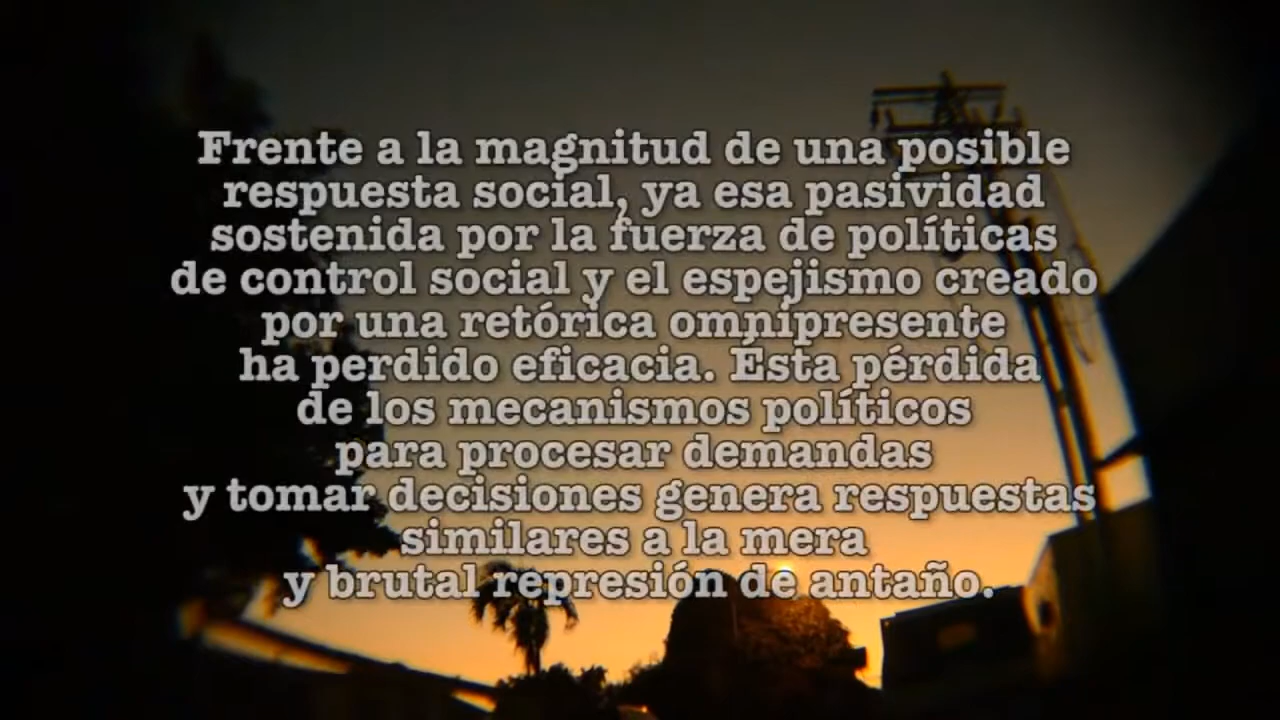 Frente a la magnitud de una posible
respuesta social, ya esa pasividad
sostenida por la fuerza de políticas
de control social y el espejismo creado
por una retórica omnipresente
ha perdido eficacia. Ésta pérdida
de los mecanismos políticos
para procesar demandas
y tomar decisiones genera respuestas
similares a la mera
y brutal represión de antaño.